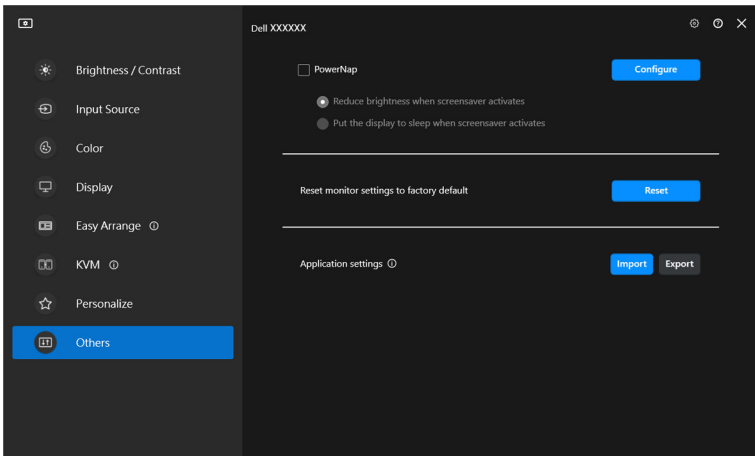 Dell XXXXXX
Brightness / Contrast
Input Source
Color
Display
Easy Arrange
KVM
Personalize
Others
PowerNap
Configure
Reduce brightness when screensaver activates
Put the display to sleep when screensaver activates
Reset monitor settings to factory default
Reset
Application settings
Import
Export